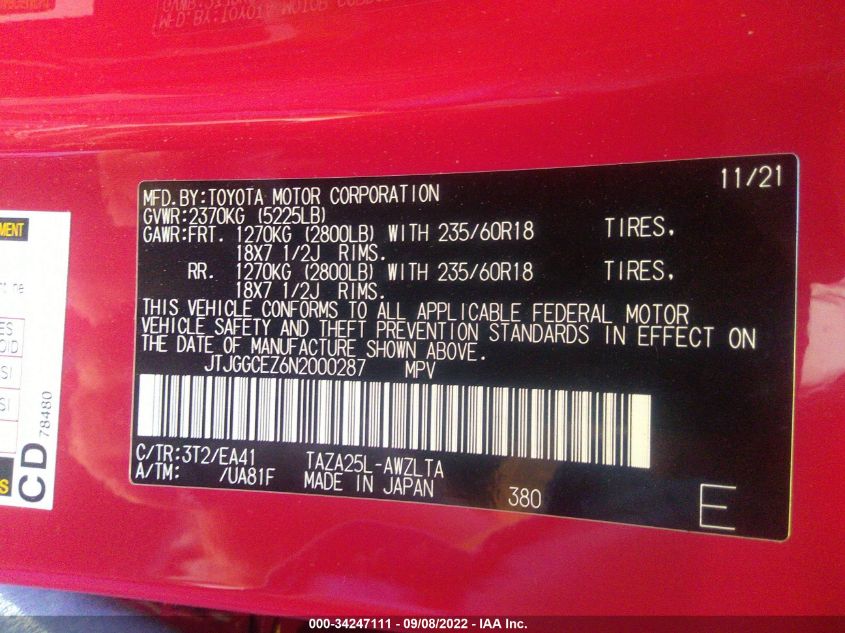 MFD.BY:TOYOTA MOTOR
11/21
MFD.BY:TOYOTA MOTOR CORPORATION
GVWR:2370KG (5225LB)
GAWR:FRT. 1270KG (2800LB) WITH 235/60R18 TIRES,
18X7 1/2J RIMS.
RR. 1270KG (2800LB) WITH 235/60R18 TIRES,
18X7 1/2J RIMS.
THIS VEHICLE CONFORMS TO ALL APPLICABLE FEDERAL MOTOR
VEHICLE SAFETY AND THEFT PREVENTION STANDARDS IN EFFECT ON
THE DATE OF MANUFACTURE SHOWN ABOVE.
JTJGGCEZ6N2000287 MPV
C/TR:3T2/EA41 TAZA25L-AWZLTA
A/TM: /UA81F MADE IN JAPAN 380
E
CD
78480
000-34247111 - 09/08/2022 - IAA Inc.